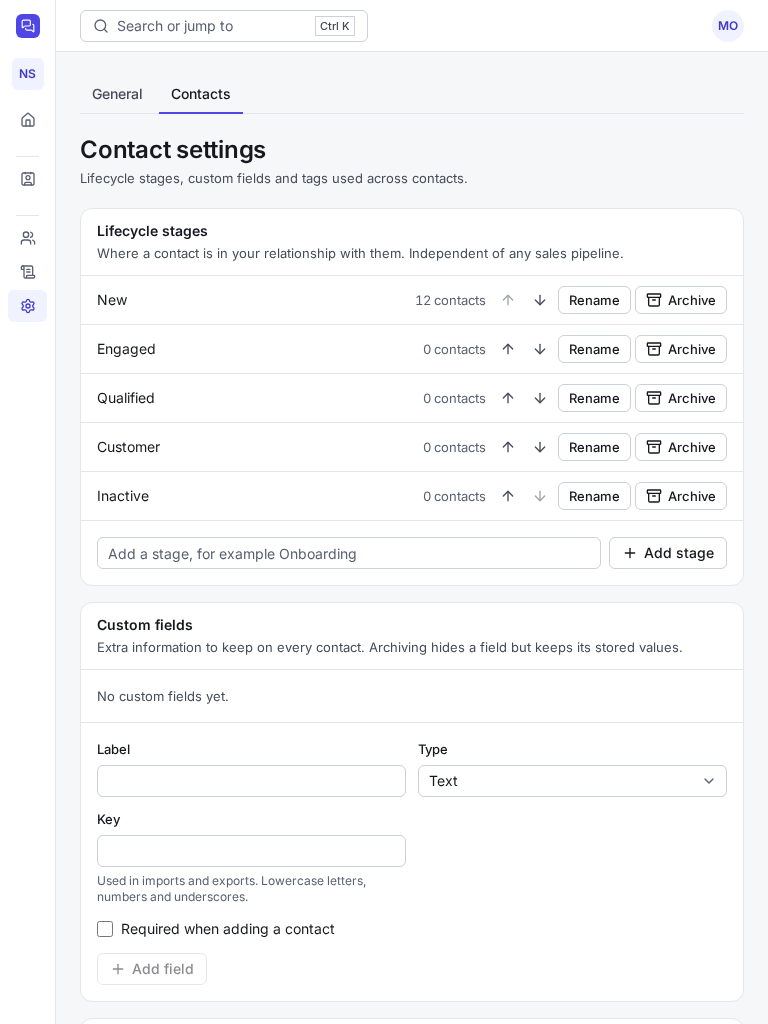 Search or jump to
Ctrl K
MO
NS
General
Contacts
Contact settings
Lifecycle stages, custom fields and tags used across contacts.
Lifecycle stages
Where a contact is in your relationship with them. Independent of any sales pipeline.
New 12 contacts Rename Archive
Engaged 0 contacts Rename Archive
Qualified 0 contacts Rename Archive
Customer 0 contacts Rename Archive
Inactive 0 contacts Rename Archive
Add a stage, for example Onboarding
Add stage
Custom fields
Extra information to keep on every contact. Archiving hides a field but keeps its stored values.
No custom fields yet.
Label
Type
Text
Key
Used in imports and exports. Lowercase letters,
numbers and underscores.
Required when adding a contact
Add field